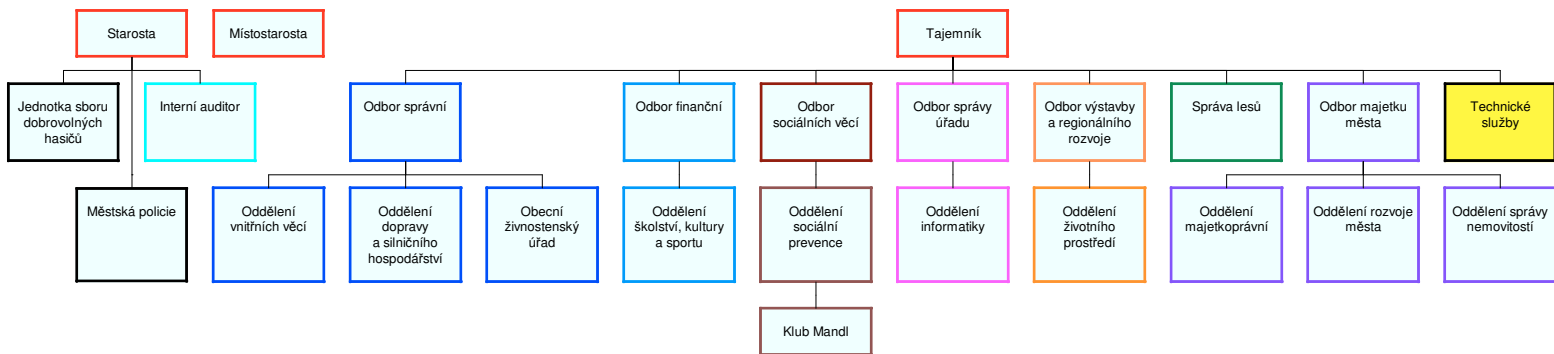 Starosta
Místostarosta
Tajemník
Jednotka sboru
dobrovolných
hasičů
Interní auditor
Odbor správní
Odbor finanční
Odbor
sociálních věcí
Odbor správy
úřadu
Odbor výstavby
a regionálního
rozvoje
Správa lesů
Odbor majetku
města
Technické
služby
Městská policie
Oddělení
vnitřních věcí
Oddělení
dopravy
a silničního
hospodářství
Obecní
živnostenský
úřad
Oddělení
školství, kultury
a sportu
Oddělení
sociální
prevence
Oddělení
informatiky
Oddělení
životního
prostředí
Oddělení
majetkoprávní
Oddělení rozvoje
města
Oddělení správy
nemovitostí
Klub Mandl